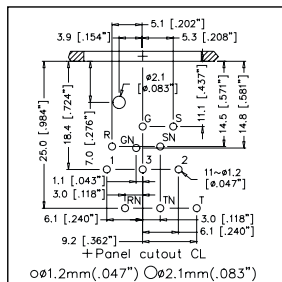 5.1 [.202"]
3.9 [.154"]
5.3 [.208"]
ø2.1
[ø.083"]
25.0 [.984"]
18.4 [.724"]
7.0 [.276"]
11.1 [.437"]
14.5 [.571"]
14.8 [.581"]
G S
R GN SN
1 3 2
1.1 [.043"]
11~ø1.2
[ø.047"]
3.0 [.118"]
RN TN T
6.1 [.240"]
3.0 [.118"]
6.1 [.240"]
9.2 [.362"]
+Panel cutout CL
oø1.2mm(.047") Oø2.1mm(.083")